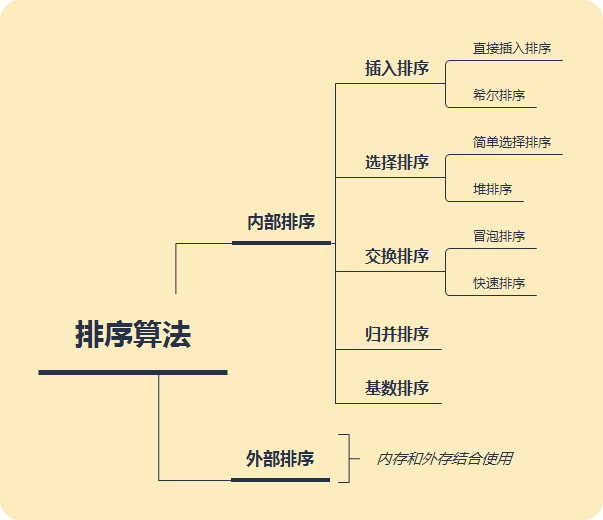 排序算法
内部排序
插入排序
直接插入排序
希尔排序
选择排序
简单选择排序
堆排序
交换排序
冒泡排序
快速排序
归并排序
基数排序
外部排序
内存和外存结合使用